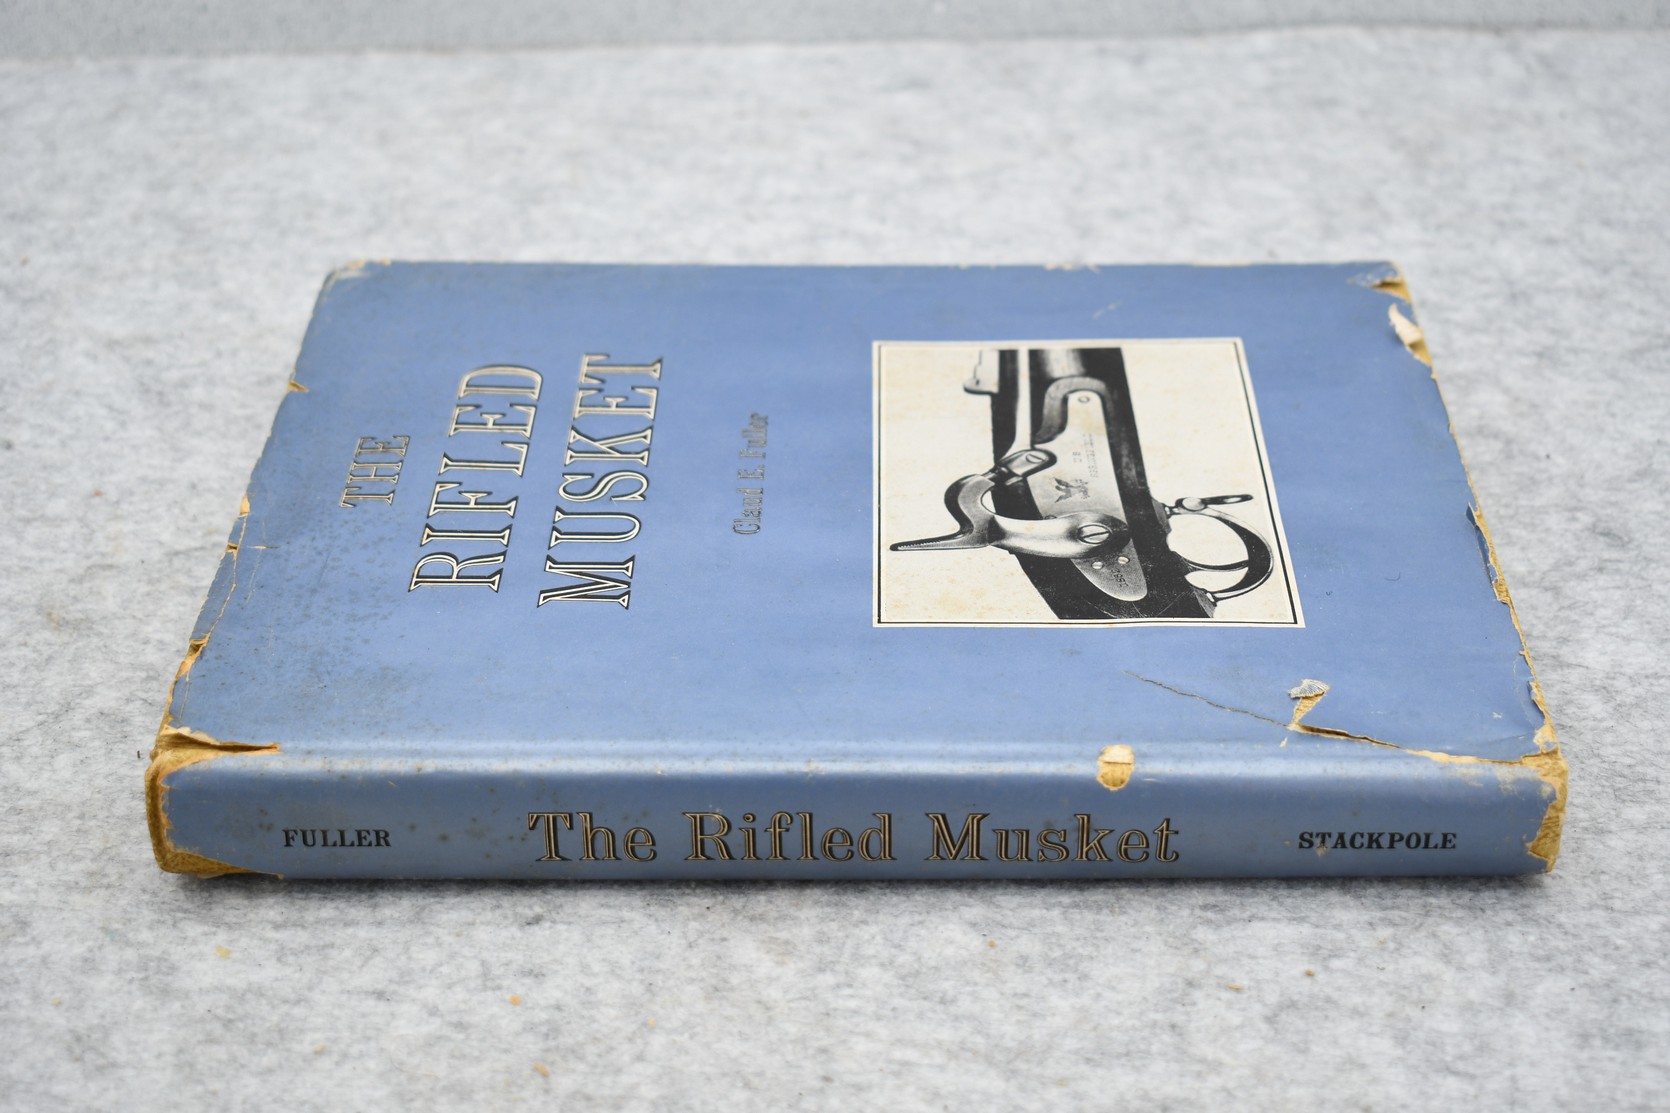 THE
RIFLED
MUSKET
Claud E. Fuller
U.S.
FULLER
The Rifled Musket
STACKPOLE